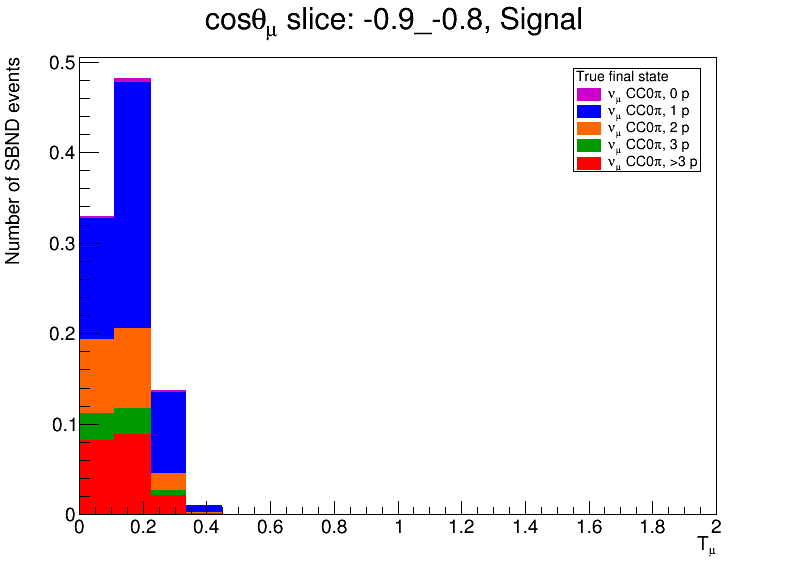 cosθμ slice: -0.9_-0.8, Signal
Number of SBND events
0.5
0.4
0.3
0.2
0.1
0
True final state
νμ CC0π, 0 p
νμ CC0π, 1 p
νμ CC0π, 2 p
νμ CC0π, 3 p
νμ CC0π, >3 p
0 0.2 0.4 0.6 0.8 1 1.2 1.4 1.6 1.8 2
Tμ